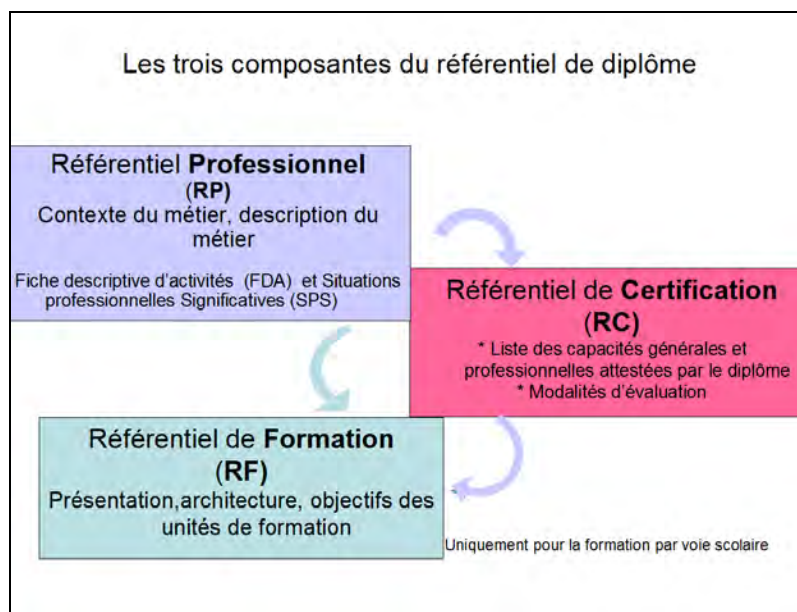 Les trois composantes du référentiel de diplôme
Référentiel Professionnel
(RP)
Contexte du métier, description du
métier
Fiche descriptive d'activités (FDA) et Situations
professionnelles Significatives (SPS)
Référentiel de Certification
(RC)
* Liste des capacités générales et
professionnelles attestées par le diplôme
* Modalités d'évaluation
Référentiel de Formation
(RF)
Présentation,architecture, objectifs des
unités de formation
Uniquement pour la formation par voie scolaire